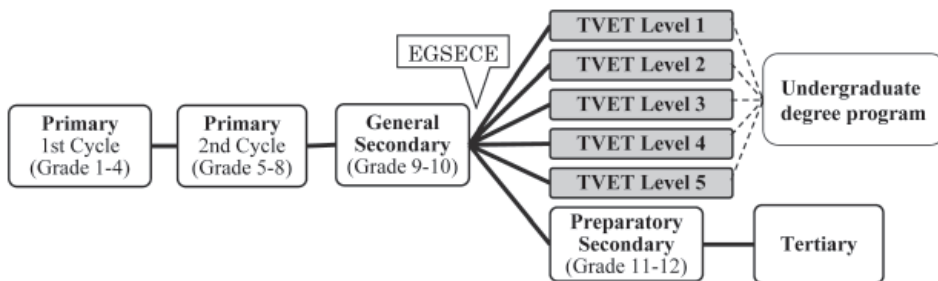 Primary
1st Cycle
(Grade 1-4)
Primary
2nd Cycle
(Grade 5-8)
General
Secondary
(Grade 9-10)
EGSECE
TVET Level 1
TVET Level 2
TVET Level 3
TVET Level 4
TVET Level 5
Preparatory
Secondary
(Grade 11-12)
Undergraduate
degree program
Tertiary